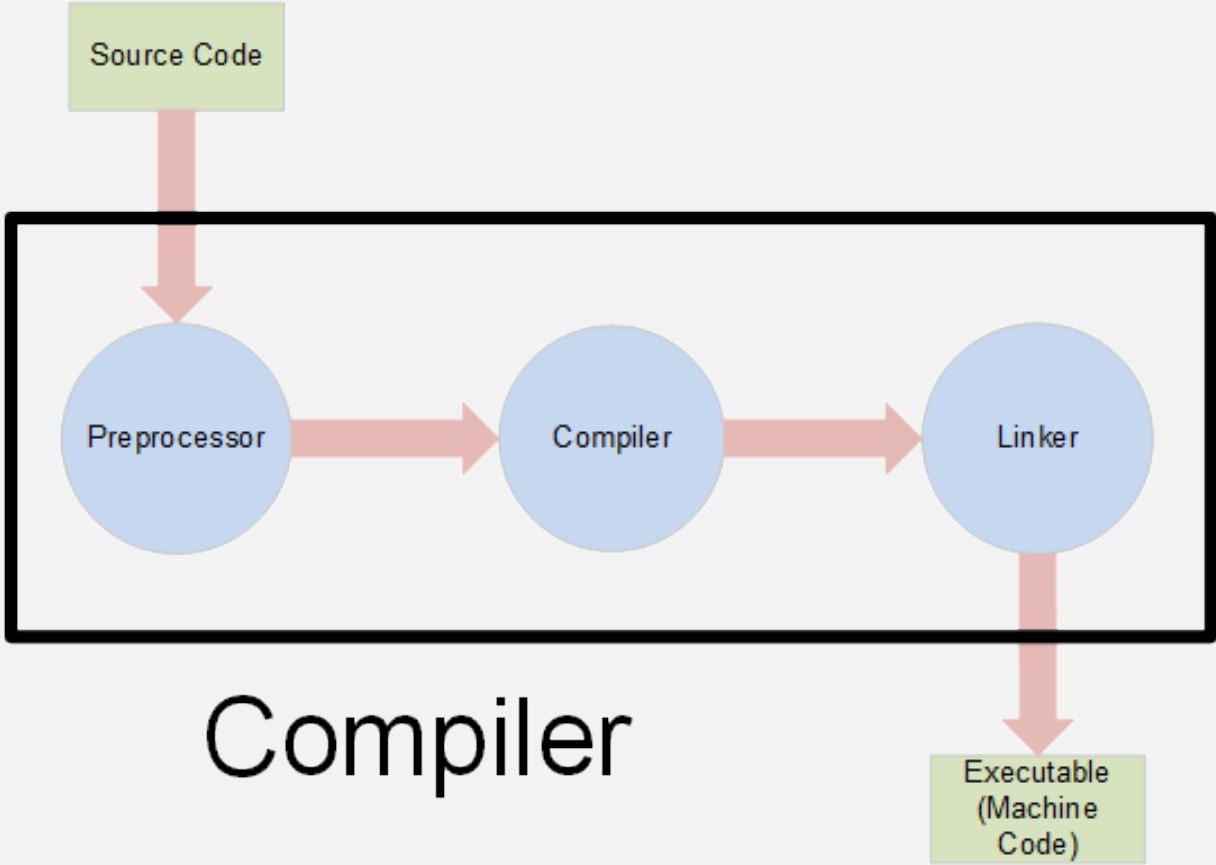 Source Code
Preprocessor
Compiler
Linker
Compiler
Executable
(Machine
Code)